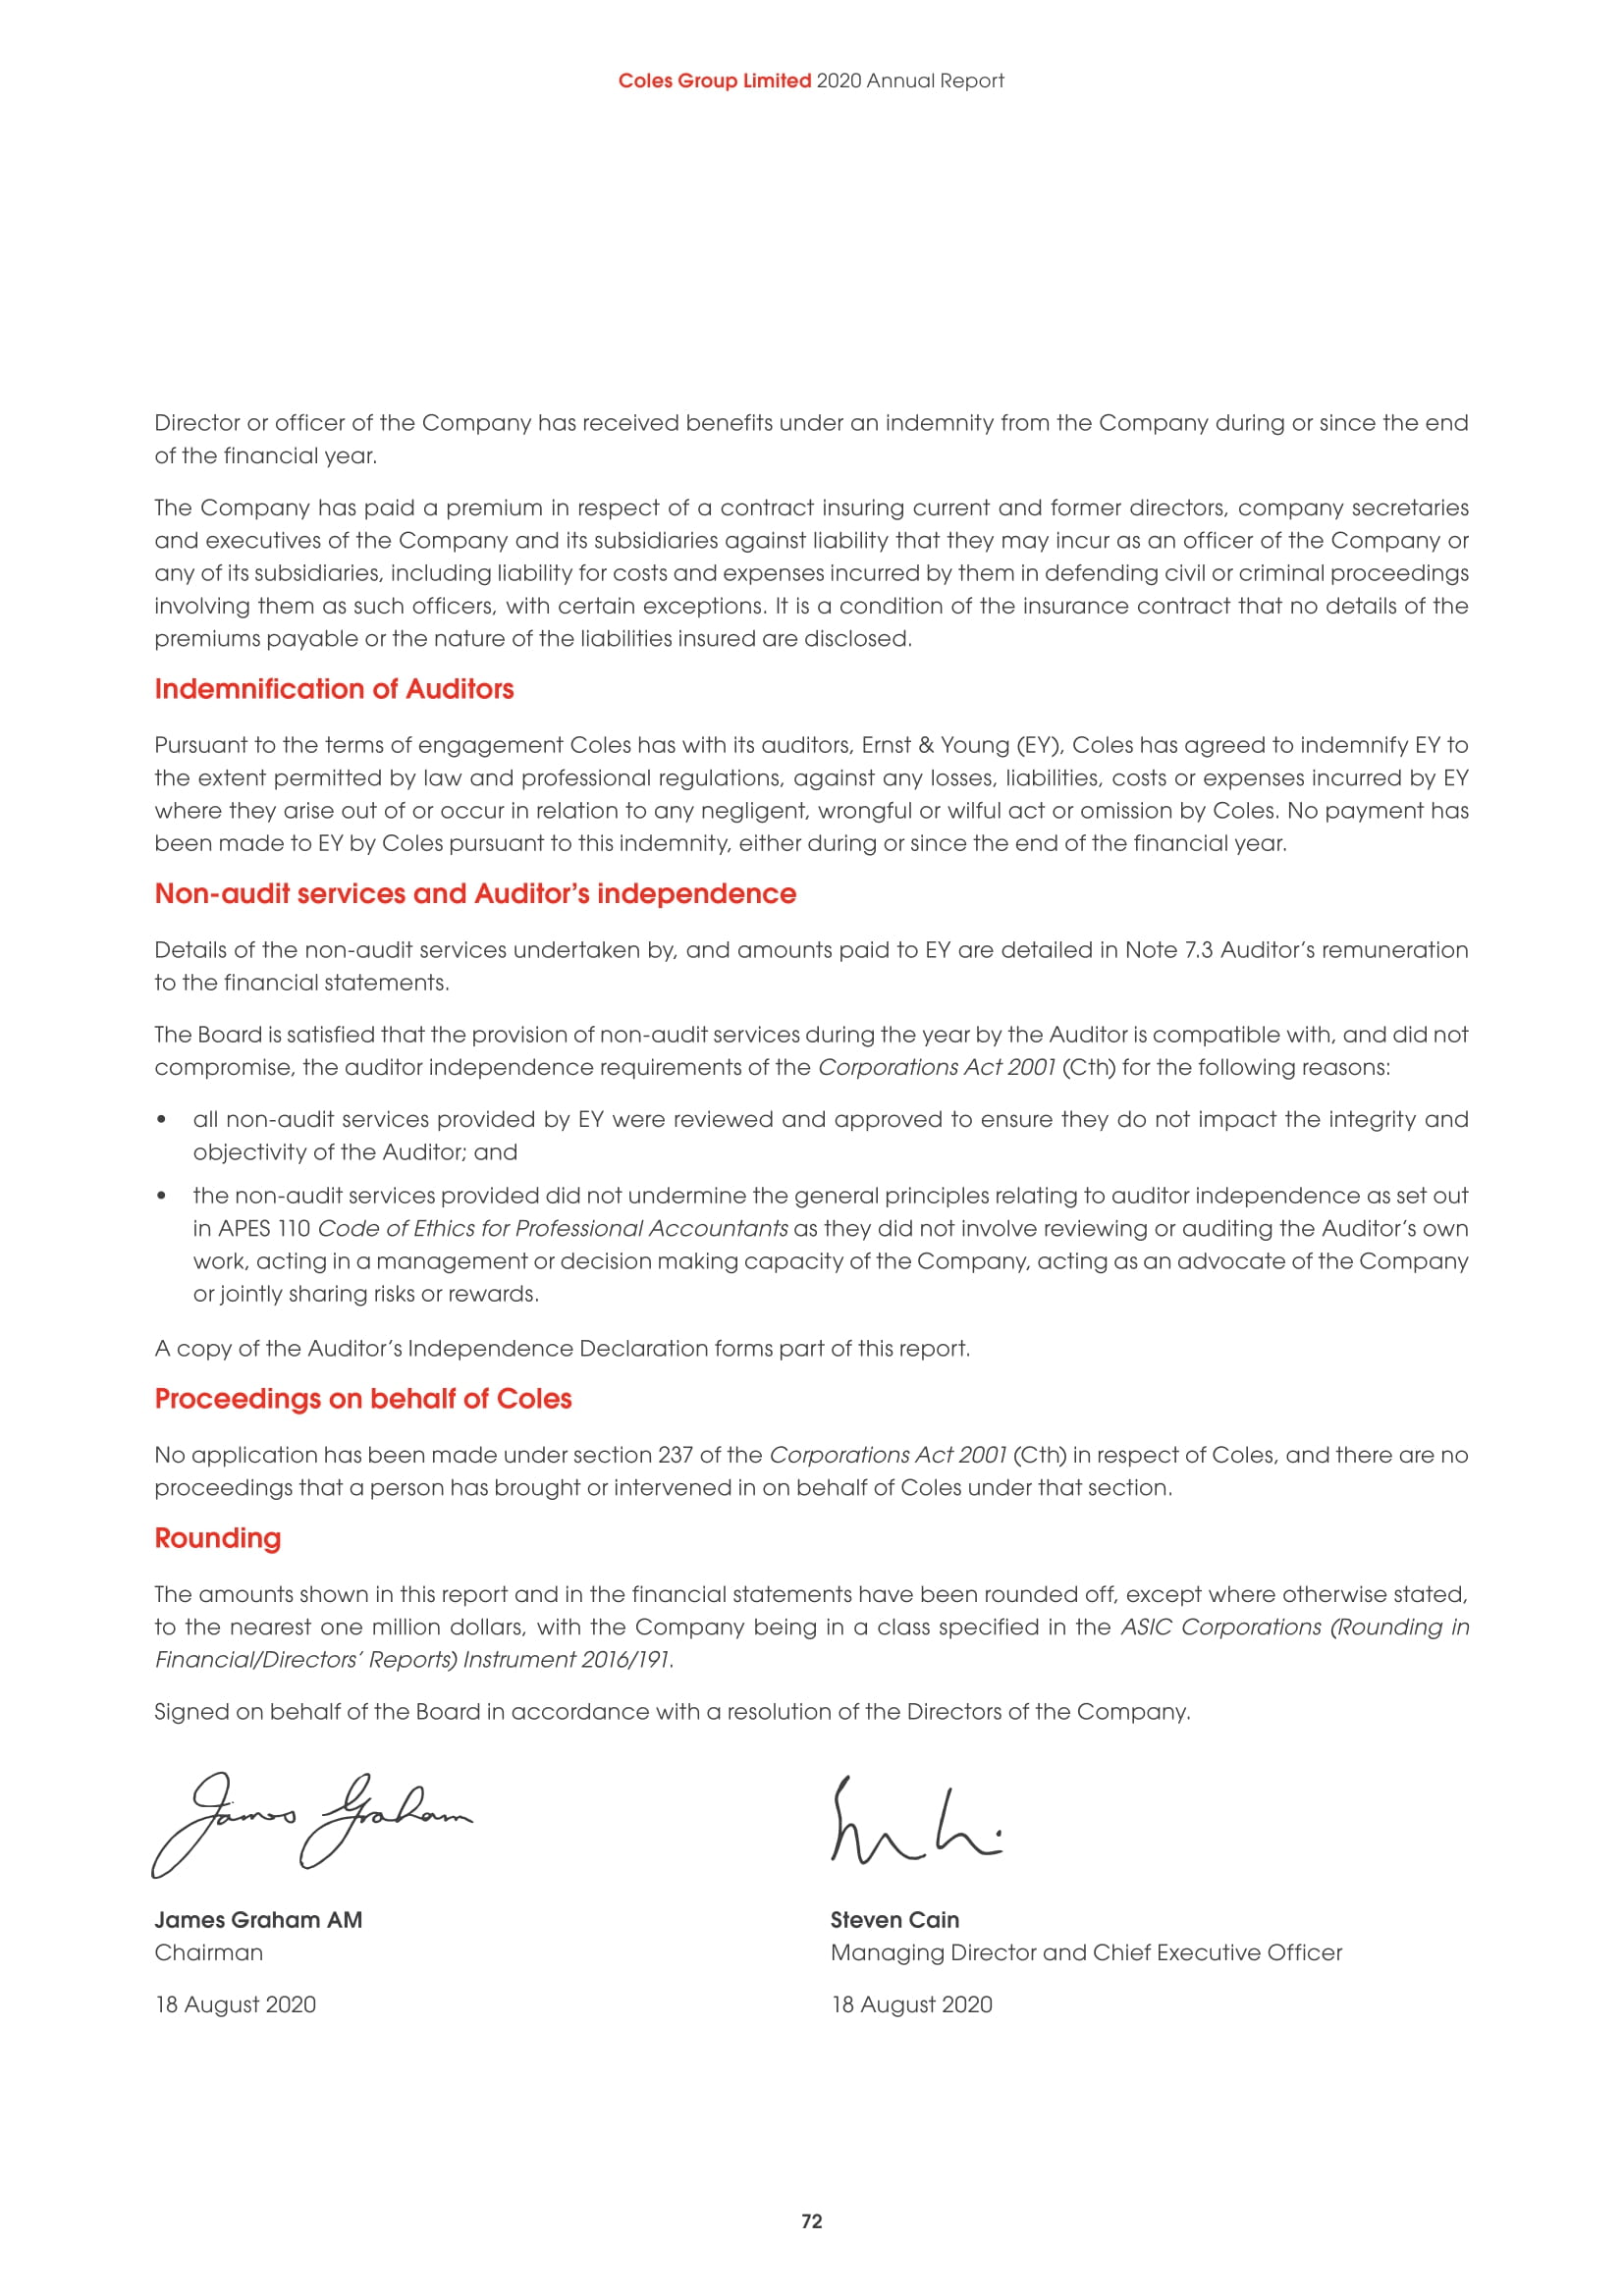 Coles Group Limited 2020 Annual Report
Director or officer of the Company has received benefits under an indemnity from the Company during or since the end
of the financial year.
The Company has paid a premium in respect of a contract insuring current and former directors, company secretaries
and executives of the Company and its subsidiaries against liability that they may incur as an officer of the Company or
any of its subsidiaries, including liability for costs and expenses incurred by them in defending civil or criminal proceedings
involving them as such officers, with certain exceptions. It is a condition of the insurance contract that no details of the
premiums payable or the nature of the liabilities insured are disclosed.
Indemnification of Auditors
Pursuant to the terms of engagement Coles has with its auditors, Ernst & Young (EY), Coles has agreed to indemnify EY to
the extent permitted by law and professional regulations, against any losses, liabilities, costs or expenses incurred by EY
where they arise out of or occur in relation to any negligent, wrongful or wilful act or omission by Coles. No payment has
been made to EY by Coles pursuant to this indemnity, either during or since the end of the financial year.
Non-audit services and Auditor's independence
Details of the non-audit services undertaken by, and amounts paid to EY are detailed in Note 7.3 Auditor's remuneration
to the financial statements.
The Board is satisfied that the provision of non-audit services during the year by the Auditor is compatible with, and did not
compromise, the auditor independence requirements of the Corporations Act 2001 (Cth) for the following reasons:
• all non-audit services provided by EY were reviewed and approved to ensure they do not impact the integrity and
objectivity of the Auditor; and
• the non-audit services provided did not undermine the general principles relating to auditor independence as set out
in APES 110 Code of Ethics for Professional Accountants as they did not involve reviewing or auditing the Auditor's own
work, acting in a management or decision making capacity of the Company, acting as an advocate of the Company
or jointly sharing risks or rewards.
A copy of the Auditor's Independence Declaration forms part of this report.
Proceedings on behalf of Coles
No application has been made under section 237 of the Corporations Act 2001 (Cth) in respect of Coles, and there are no
proceedings that a person has brought or intervened in on behalf of Coles under that section.
Rounding
The amounts shown in this report and in the financial statements have been rounded off, except where otherwise stated,
to the nearest one million dollars, with the Company being in a class specified in the ASIC Corporations (Rounding in
Financial/Directors' Reports) Instrument 2016/191.
Signed on behalf of the Board in accordance with a resolution of the Directors of the Company.
James Graham
James Graham AM
Chairman
18 August 2020
Steven Cain
Managing Director and Chief Executive Officer
18 August 2020
72